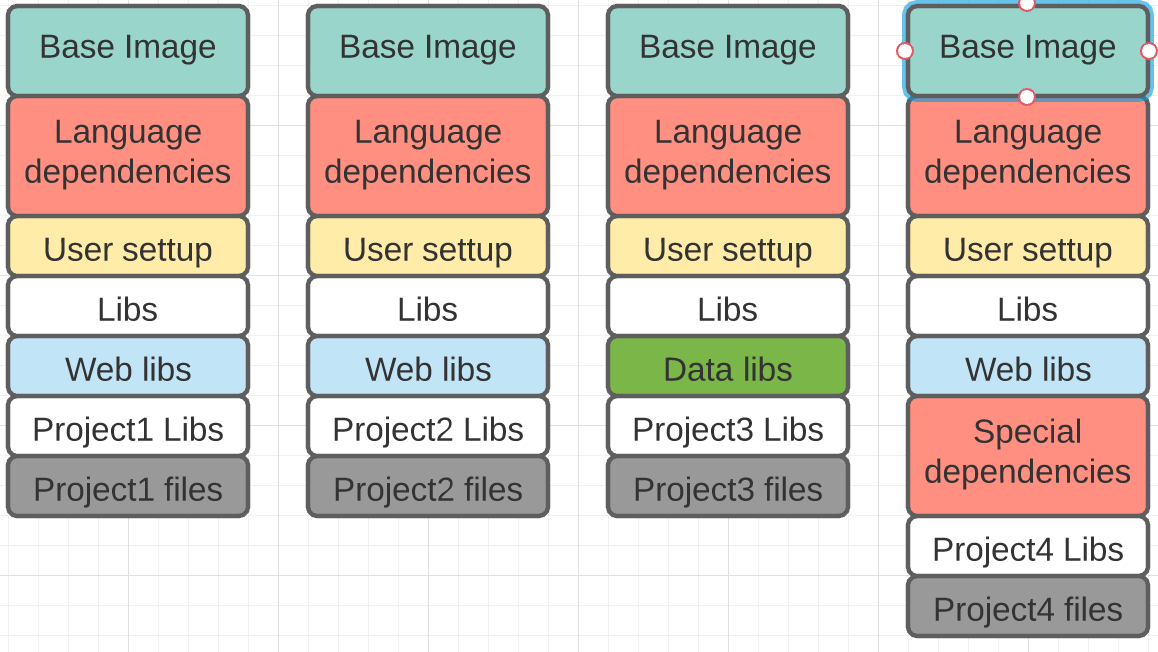 Base Image
Language
dependencies
User settup
Libs
Web libs
Project1 Libs
Project1 files
Base Image
Language
dependencies
User settup
Libs
Web libs
Project2 Libs
Project2 files
Base Image
Language
dependencies
User settup
Libs
Data libs
Project3 Libs
Project3 files
Base Image
Language
dependencies
User settup
Libs
Web libs
Special
dependencies
Project4 Libs
Project4 files